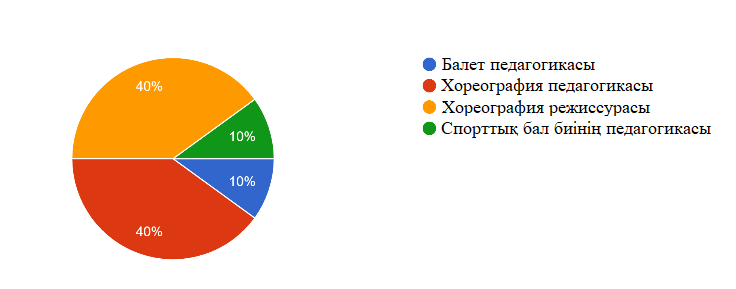 40%
10%
10%
40%
Балет педагогикасы
Хореография педагогикасы
Хореография режиссурасы
Спорттық бал биінің педагогикасы